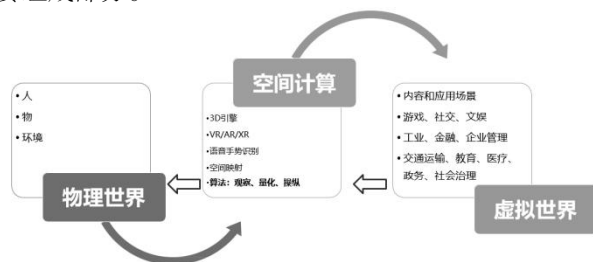 •人
•物
•环境
物理世界
空间计算
•3D引擎
•VR/AR/XR
•语音手势识别
•空间映射
•算法：观察、量化、操纵
•内容和应用场景
•游戏、社交、文娱
•工业、金融、企业管理
•交通运输、教育、医疗、
政务、社会治理
虚拟世界